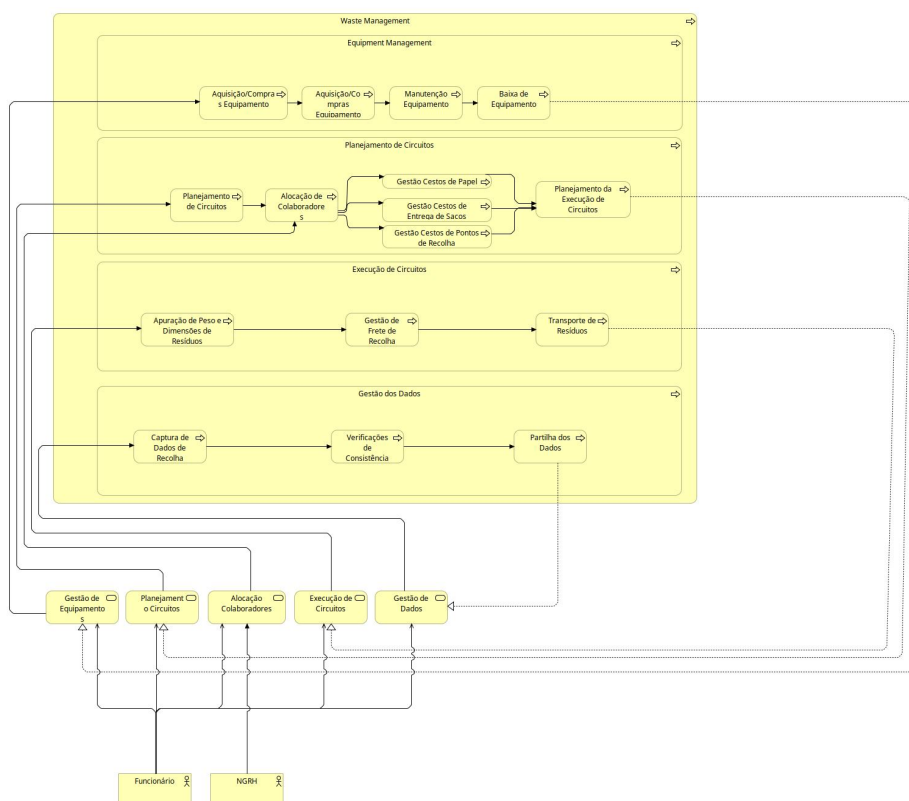 Waste Management
Equipment Management
Aquisição/Compra
s Equipamento
Aquisição/Co
mpras
Equipamento
Manutenção
Equipamento
Baixa de
Equipamento
Planejamento de Circuitos
Planejamento
de Circuitos
Alocação de
Colaboradore
s
Gestão Cestos de Papel
Gestão Cestos de
Entrega de Sacos
Gestão Cestos de Pontos
de Recolha
Planejamento da
Execução de
Circuitos
Execução de Circuitos
Apuração de Peso e
Dimensões de
Resíduos
Gestão de
Frete de
Recolha
Transporte de
Resíduos
Gestão dos Dados
Captura de
Dados de
Recolha
Verificações
de
Consistência
Partilha dos
Dados
Gestão de
Equipamento
s
Planejament
o Circuitos
Alocação
Colaboradores
Execução de
Circuitos
Gestão de
Dados
Funcionário
NGRH